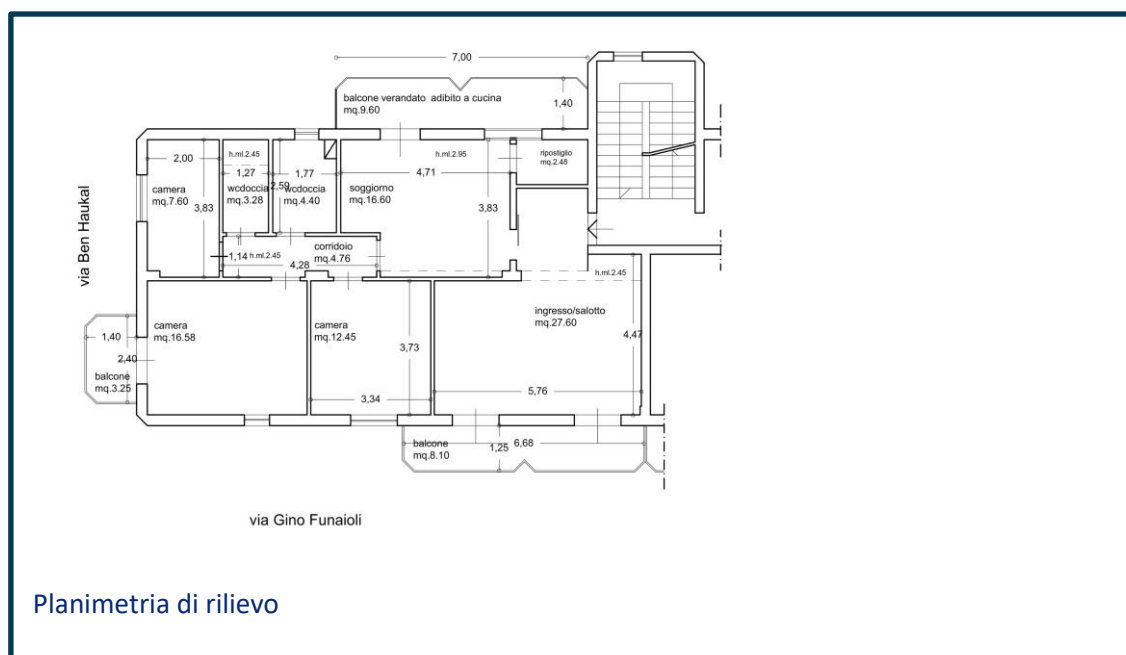 7,00
balcone verandato adibito a cucina
mq.9.60
1,40
h.ml.2.45
h.ml.2.95
ripostiglio
mq.2.48
2,00
1,27
2,59
1,77
4,71
camera
mq.7.60
wcdoccia
mq.3.28
wcdoccia
mq.4.40
soggiorno
mq.16.60
3,83
3,83
via Ben Haukal
corridoio
mq.4.76
1,14
h.ml.2.45
4,28
h.ml.2.45
camera
mq.16.58
camera
mq.12.45
ingresso/salotto
mq.27.60
1,40
2,40
balcone
mq.3.25
3,73
4,47
3,34
5,76
balcone
mq.8.10
1,25
6,68
via Gino Funaioli
Planimetria di rilievo